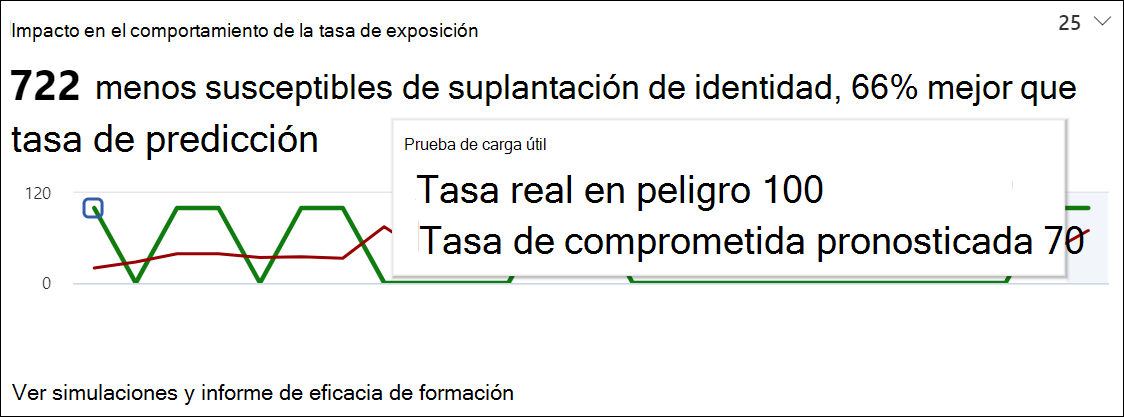 Impacto en el comportamiento de la tasa de exposición
25
722 menos susceptibles de suplantación de identidad, 66% mejor que
tasa de predicción
Prueba de carga útil
Tasa real en peligro 100
Tasa de comprometida pronosticada 70
120
0
Ver simulaciones y informe de eficacia de formación